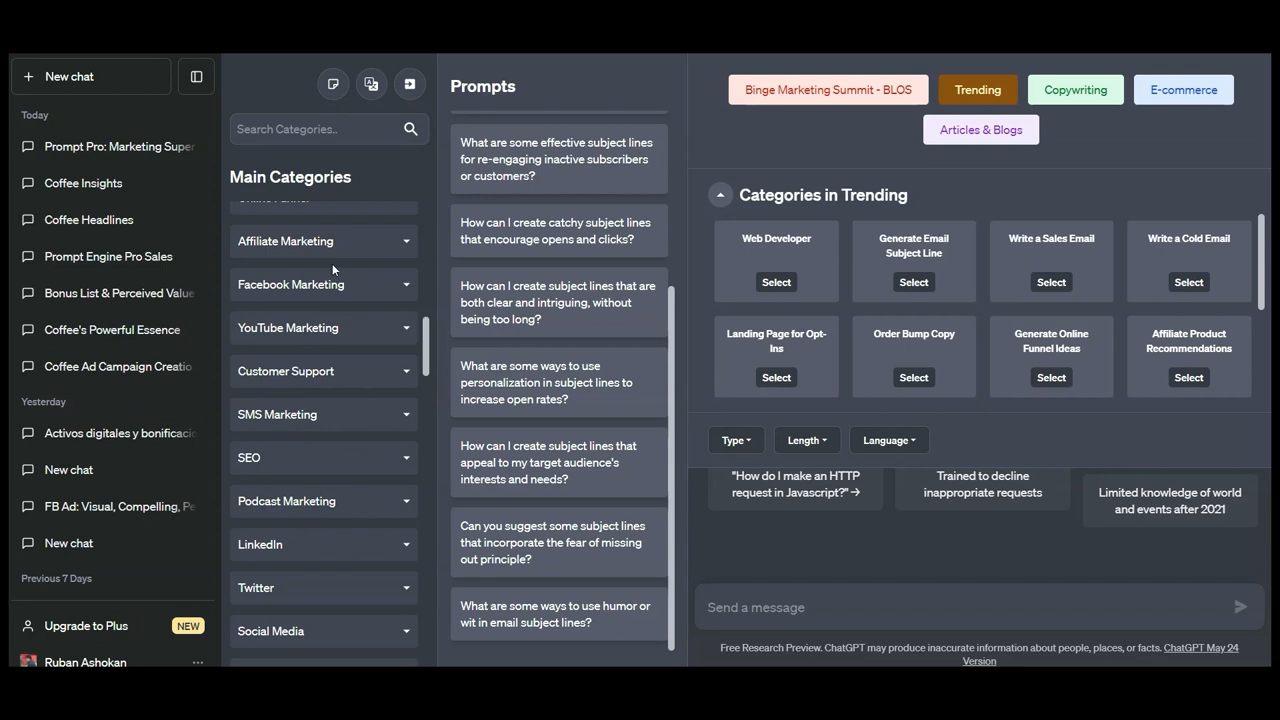 New chat
Today
Prompt Pro: Marketing Super
Coffee Insights
Coffee Headlines
Prompt Engine Pro Sales
Bonus List & Perceived Value
Coffee's Powerful Essence
Coffee Ad Campaign Creatio
Yesterday
Activos digitales y bonificacio
New chat
FB Ad: Visual, Compelling, Pe
New chat
Previous 7 Days
Upgrade to Plus
NEW
Ruban Ashokan
Search Categories..
Main Categories
Affiliate Marketing
Facebook Marketing
YouTube Marketing
Customer Support
SMS Marketing
SEO
Podcast Marketing
LinkedIn
Twitter
Social Media
Prompts
What are some effective subject lines
for re-engaging inactive subscribers
or customers?
How can I create catchy subject lines
that encourage opens and clicks?
How can I create subject lines that are
both clear and intriguing, without
being too long?
What are some ways to use
personalization in subject lines to
increase open rates?
How can I create subject lines that
appeal to my target audience's
interests and needs?
Can you suggest some subject lines
that incorporate the fear of missing
out principle?
What are some ways to use humor or
wit in email subject lines?
Binge Marketing Summit - BLOS
Trending
Copywriting
E-commerce
Articles & Blogs
Categories in Trending
Web Developer
Select
Generate Email
Subject Line
Select
Write a Sales Email
Select
Write a Cold Email
Select
Landing Page for Opt-
Ins
Select
Order Bump Copy
Select
Generate Online
Funnel Ideas
Select
Affiliate Product
Recommendations
Select
Type
Length
Language
"How do I make an HTTP
request in Javascript?" →
Trained to decline
inappropriate requests
Limited knowledge of world
and events after 2021
Send a message
Free Research Preview. ChatGPT may produce inaccurate information about people, places, or facts. ChatGPT May 24
Version